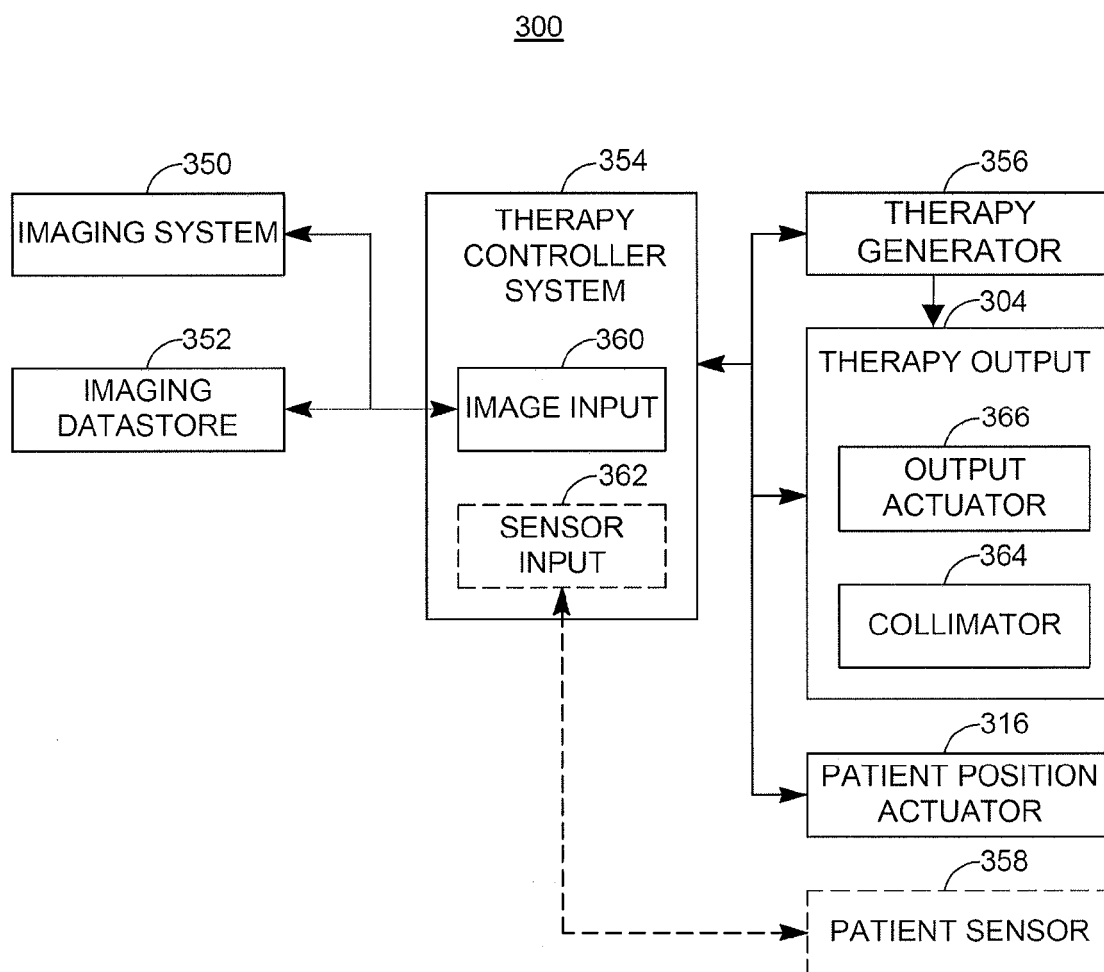 300
350
IMAGING SYSTEM
352
IMAGING
DATASTORE
354
THERAPY
CONTROLLER
SYSTEM
360
IMAGE INPUT
362
SENSOR
INPUT
356
THERAPY
GENERATOR
304
THERAPY OUTPUT
366
OUTPUT
ACTUATOR
364
COLLIMATOR
316
PATIENT POSITION
ACTUATOR
358
PATIENT SENSOR